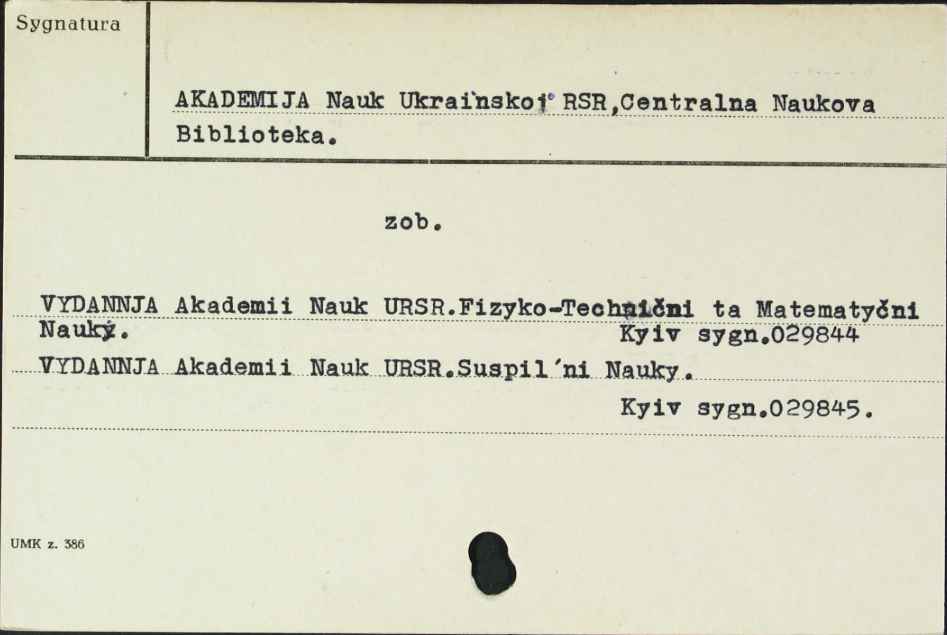 Sygnatura
AKADEMIJA Nauk Ukraïnskoï RSR,Centralna Naukova
Biblioteka.
zob.
VYDANNJA Akademii Nauk URSR.Fizyko-Techniční ta Matematyčni
Nauky.
Kyiv sygn.029844
VYDANNJA Akademii Nauk URSR.Suspil´ni Nauky.
Kyiv sygn.029845.
UMK z. 386